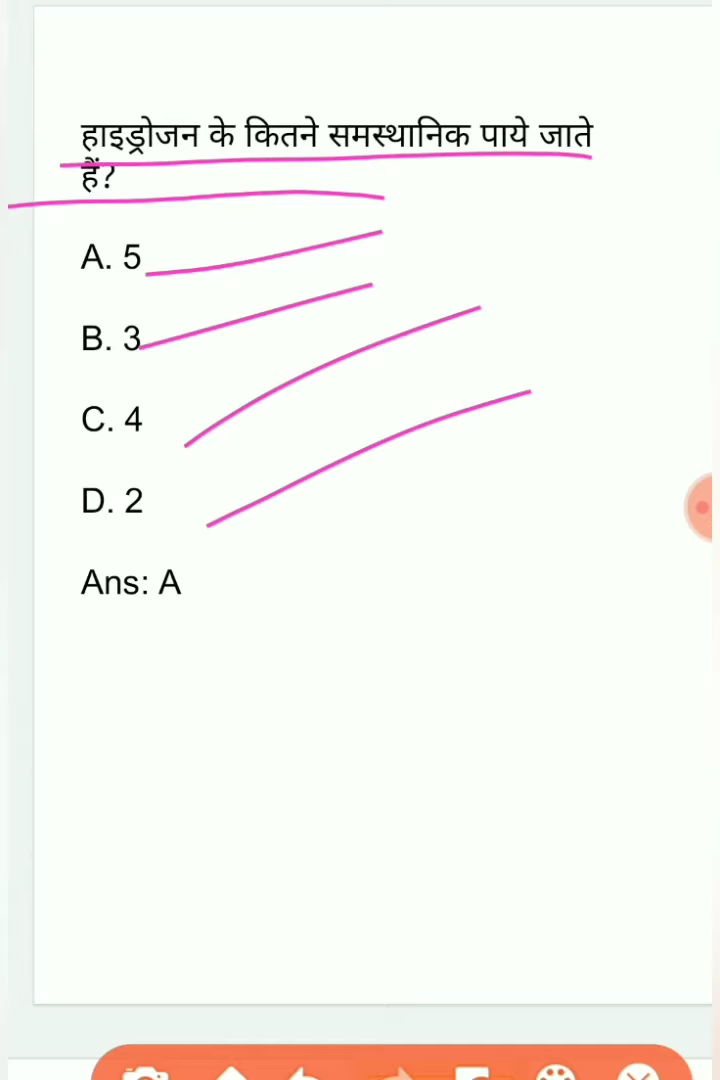 हाइड्रोजन के कितने समस्थानिक पाये जाते
हैं?
A. 5
B. 3
C. 4
D. 2
Ans: A